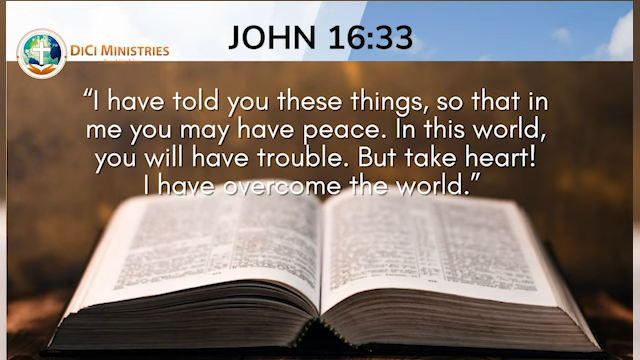 JOHN 16:33
DiCi Ministries
“I have told you these things, so that in
me you may have peace. In this world,
you will have trouble. But take heart!
I have overcome the world.”